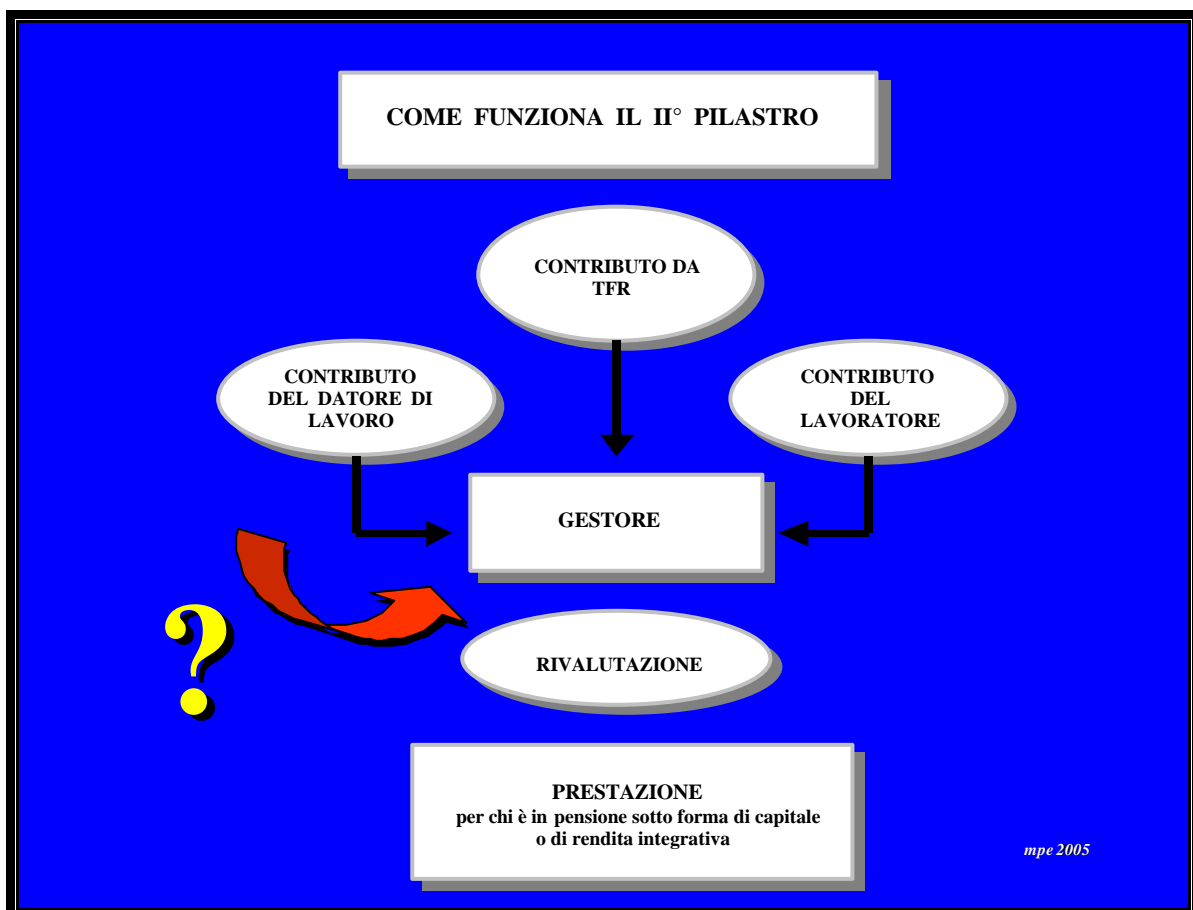 COME FUNZIONA IL II° PILASTRO
CONTRIBUTO DA
TFR
CONTRIBUTO
DEL DATORE DI
LAVORO
CONTRIBUTO
DEL
LAVORATORE
GESTORE
?
RIVALUTAZIONE
PRESTAZIONE
per chi è in pensione sotto forma di capitale
o di rendita integrativa
mpe 2005